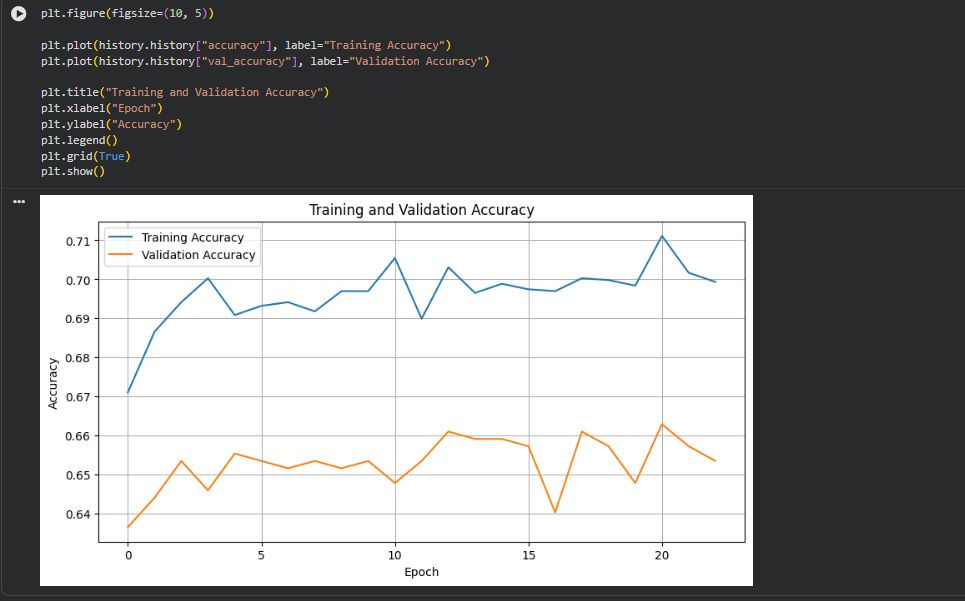 plt.figure(figsize=(10, 5))
plt.plot(history.history["accuracy"], label="Training Accuracy")
plt.plot(history.history["val_accuracy"], label="Validation Accuracy")
plt.title("Training and Validation Accuracy")
plt.xlabel("Epoch")
plt.ylabel("Accuracy")
plt.legend()
plt.grid(True)
plt.show()
Training and Validation Accuracy
Training Accuracy
Validation Accuracy
0.71
0.70
0.69
0.68
0.67
0.66
0.65
0.64
Accuracy
0 5 10 15 20
Epoch